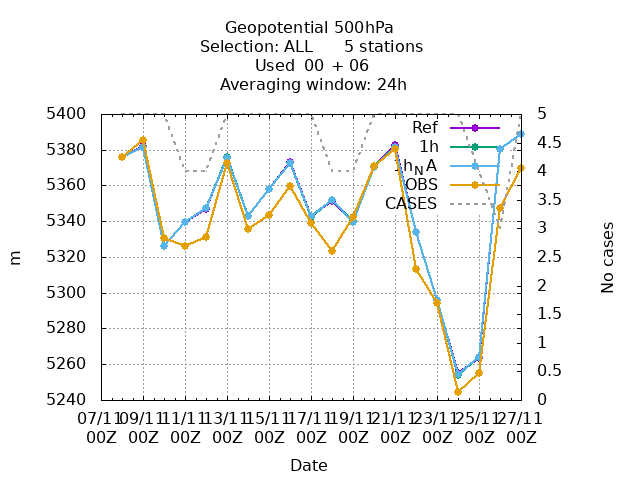 Geopotential 500hPa
Selection: ALL 5 stations
Used 00 + 06
Averaging window: 24h
5400
5380
5360
5340
5320
5300
5280
5260
5240
m
5
4.5
4
3.5
3
2.5
2
1.5
1
0.5
0
No cases
Ref
1h
1h_NA
OBS
CASES
07/11 09/11 11/11 13/11 15/11 17/11 19/11 21/11 23/11 25/11 27/11
00Z 00Z 00Z 00Z 00Z 00Z 00Z 00Z 00Z 00Z 00Z
Date